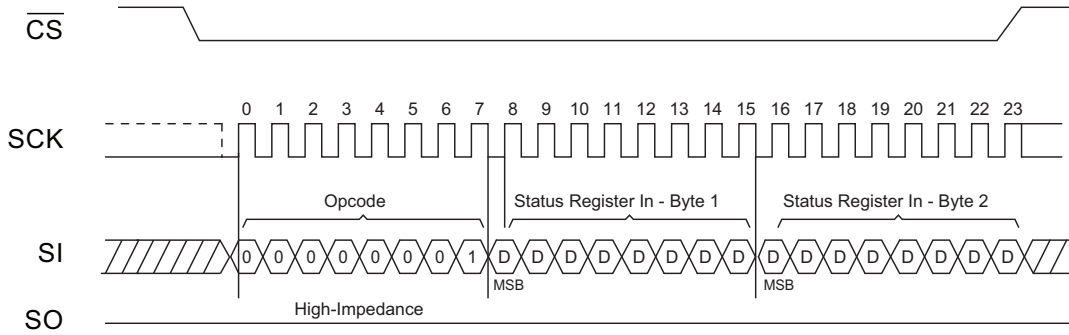 CS
0 1 2 3 4 5 6 7 8 9 10 11 12 13 14 15 16 17 18 19 20 21 22 23
SCK
Opcode Status Register In - Byte 1 Status Register In - Byte 2
SI 0 0 0 0 0 0 0 1 D D D D D D D D D D D D D D D D
MSB MSB
High-Impedance
SO